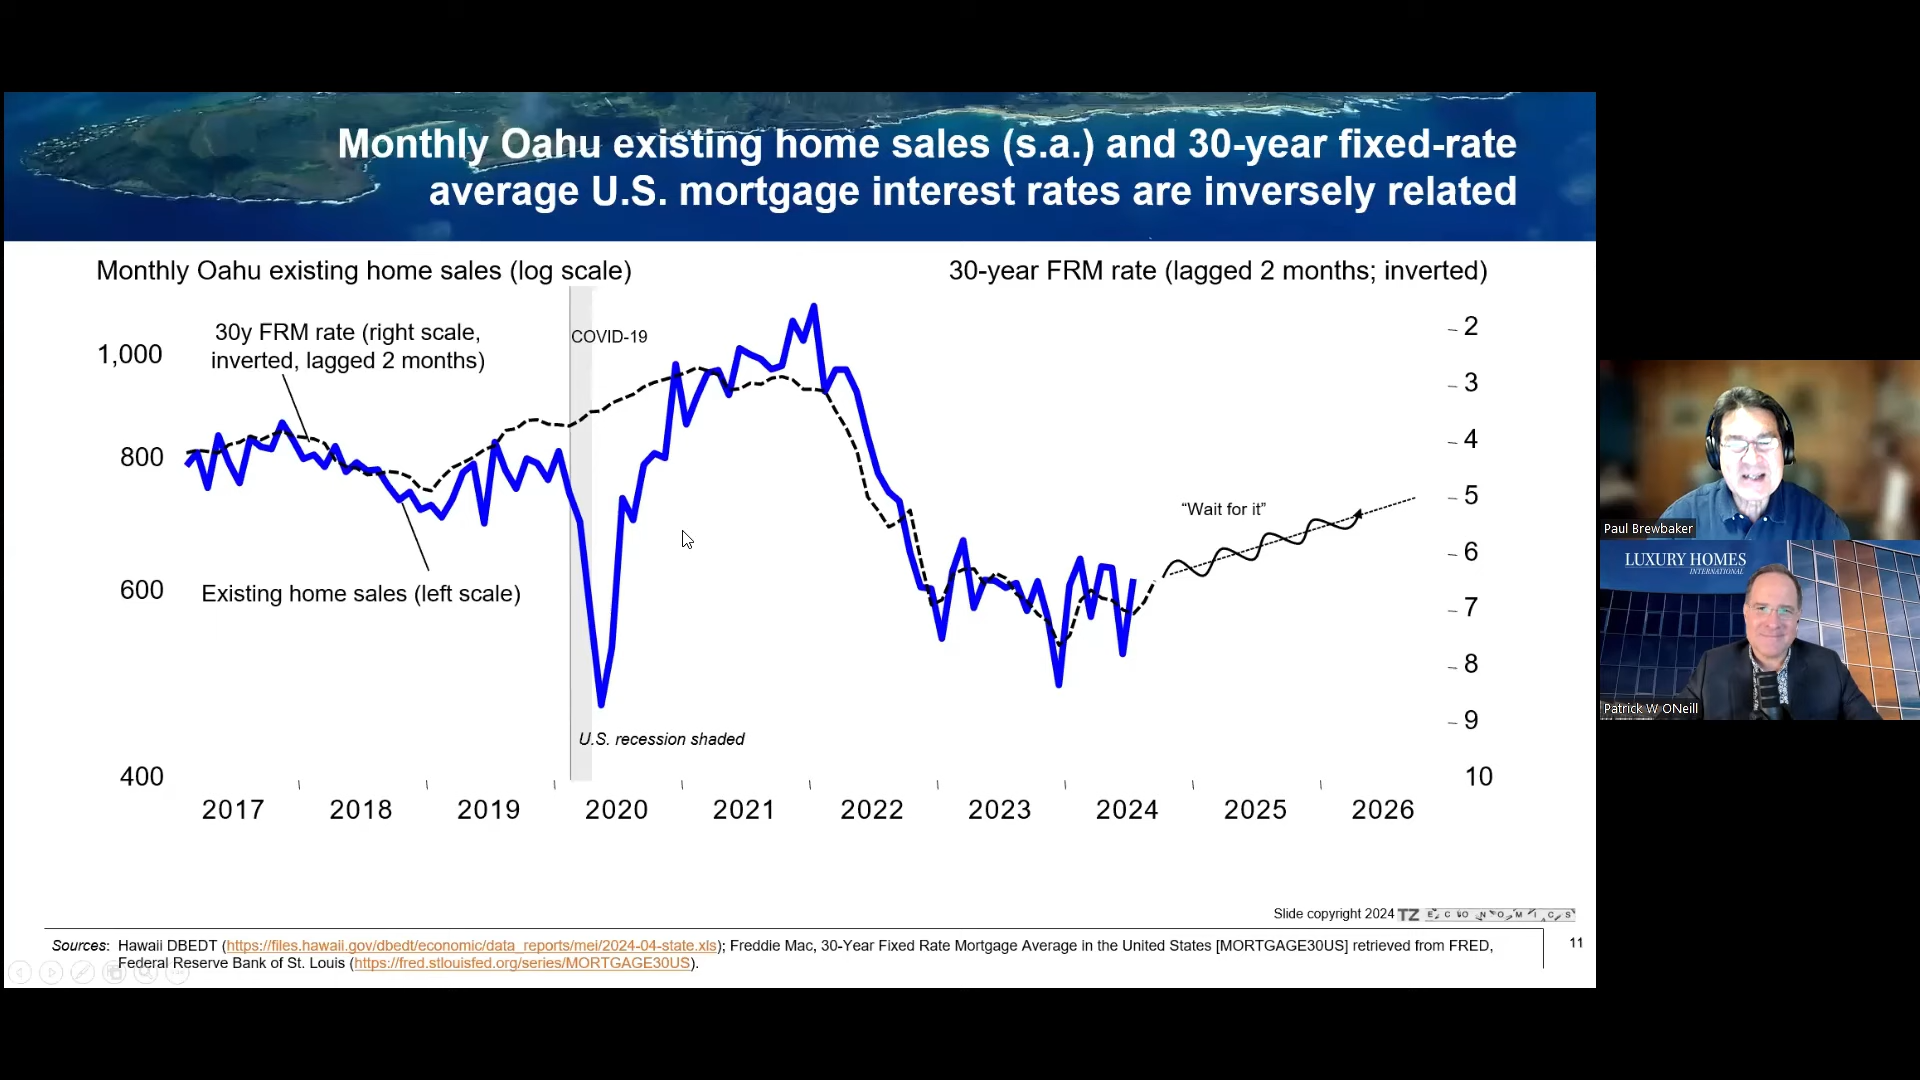 Monthly Oahu existing home sales (s.a.) and 30-year fixed-rate
average U.S. mortgage interest rates are inversely related
Monthly Oahu existing home sales (log scale)
30-year FRM rate (lagged 2 months; inverted)
30y FRM rate (right scale,
inverted, lagged 2 months)
COVID-19
1,000
800
600
400
Existing home sales (left scale)
"Wait for it"
U.S. recession shaded
2
3
4
5
6
7
8
9
10
2017 2018 2019 2020 2021 2022 2023 2024 2025 2026
Slide copyright 2024 TZ ECONOMICS
Sources: Hawaii DBEDT (https://files.hawaii.gov/dbedt/economic/data_reports/mei/2024-04-state.xls); Freddie Mac, 30-Year Fixed Rate Mortgage Average in the United States [MORTGAGE30US] retrieved from FRED,
Federal Reserve Bank of St. Louis (https://fred.stlouisfed.org/series/MORTGAGE30US).
11
Paul Brewbaker
LUXURY HOMES
INTERNATIONAL
Patrick W ONeill